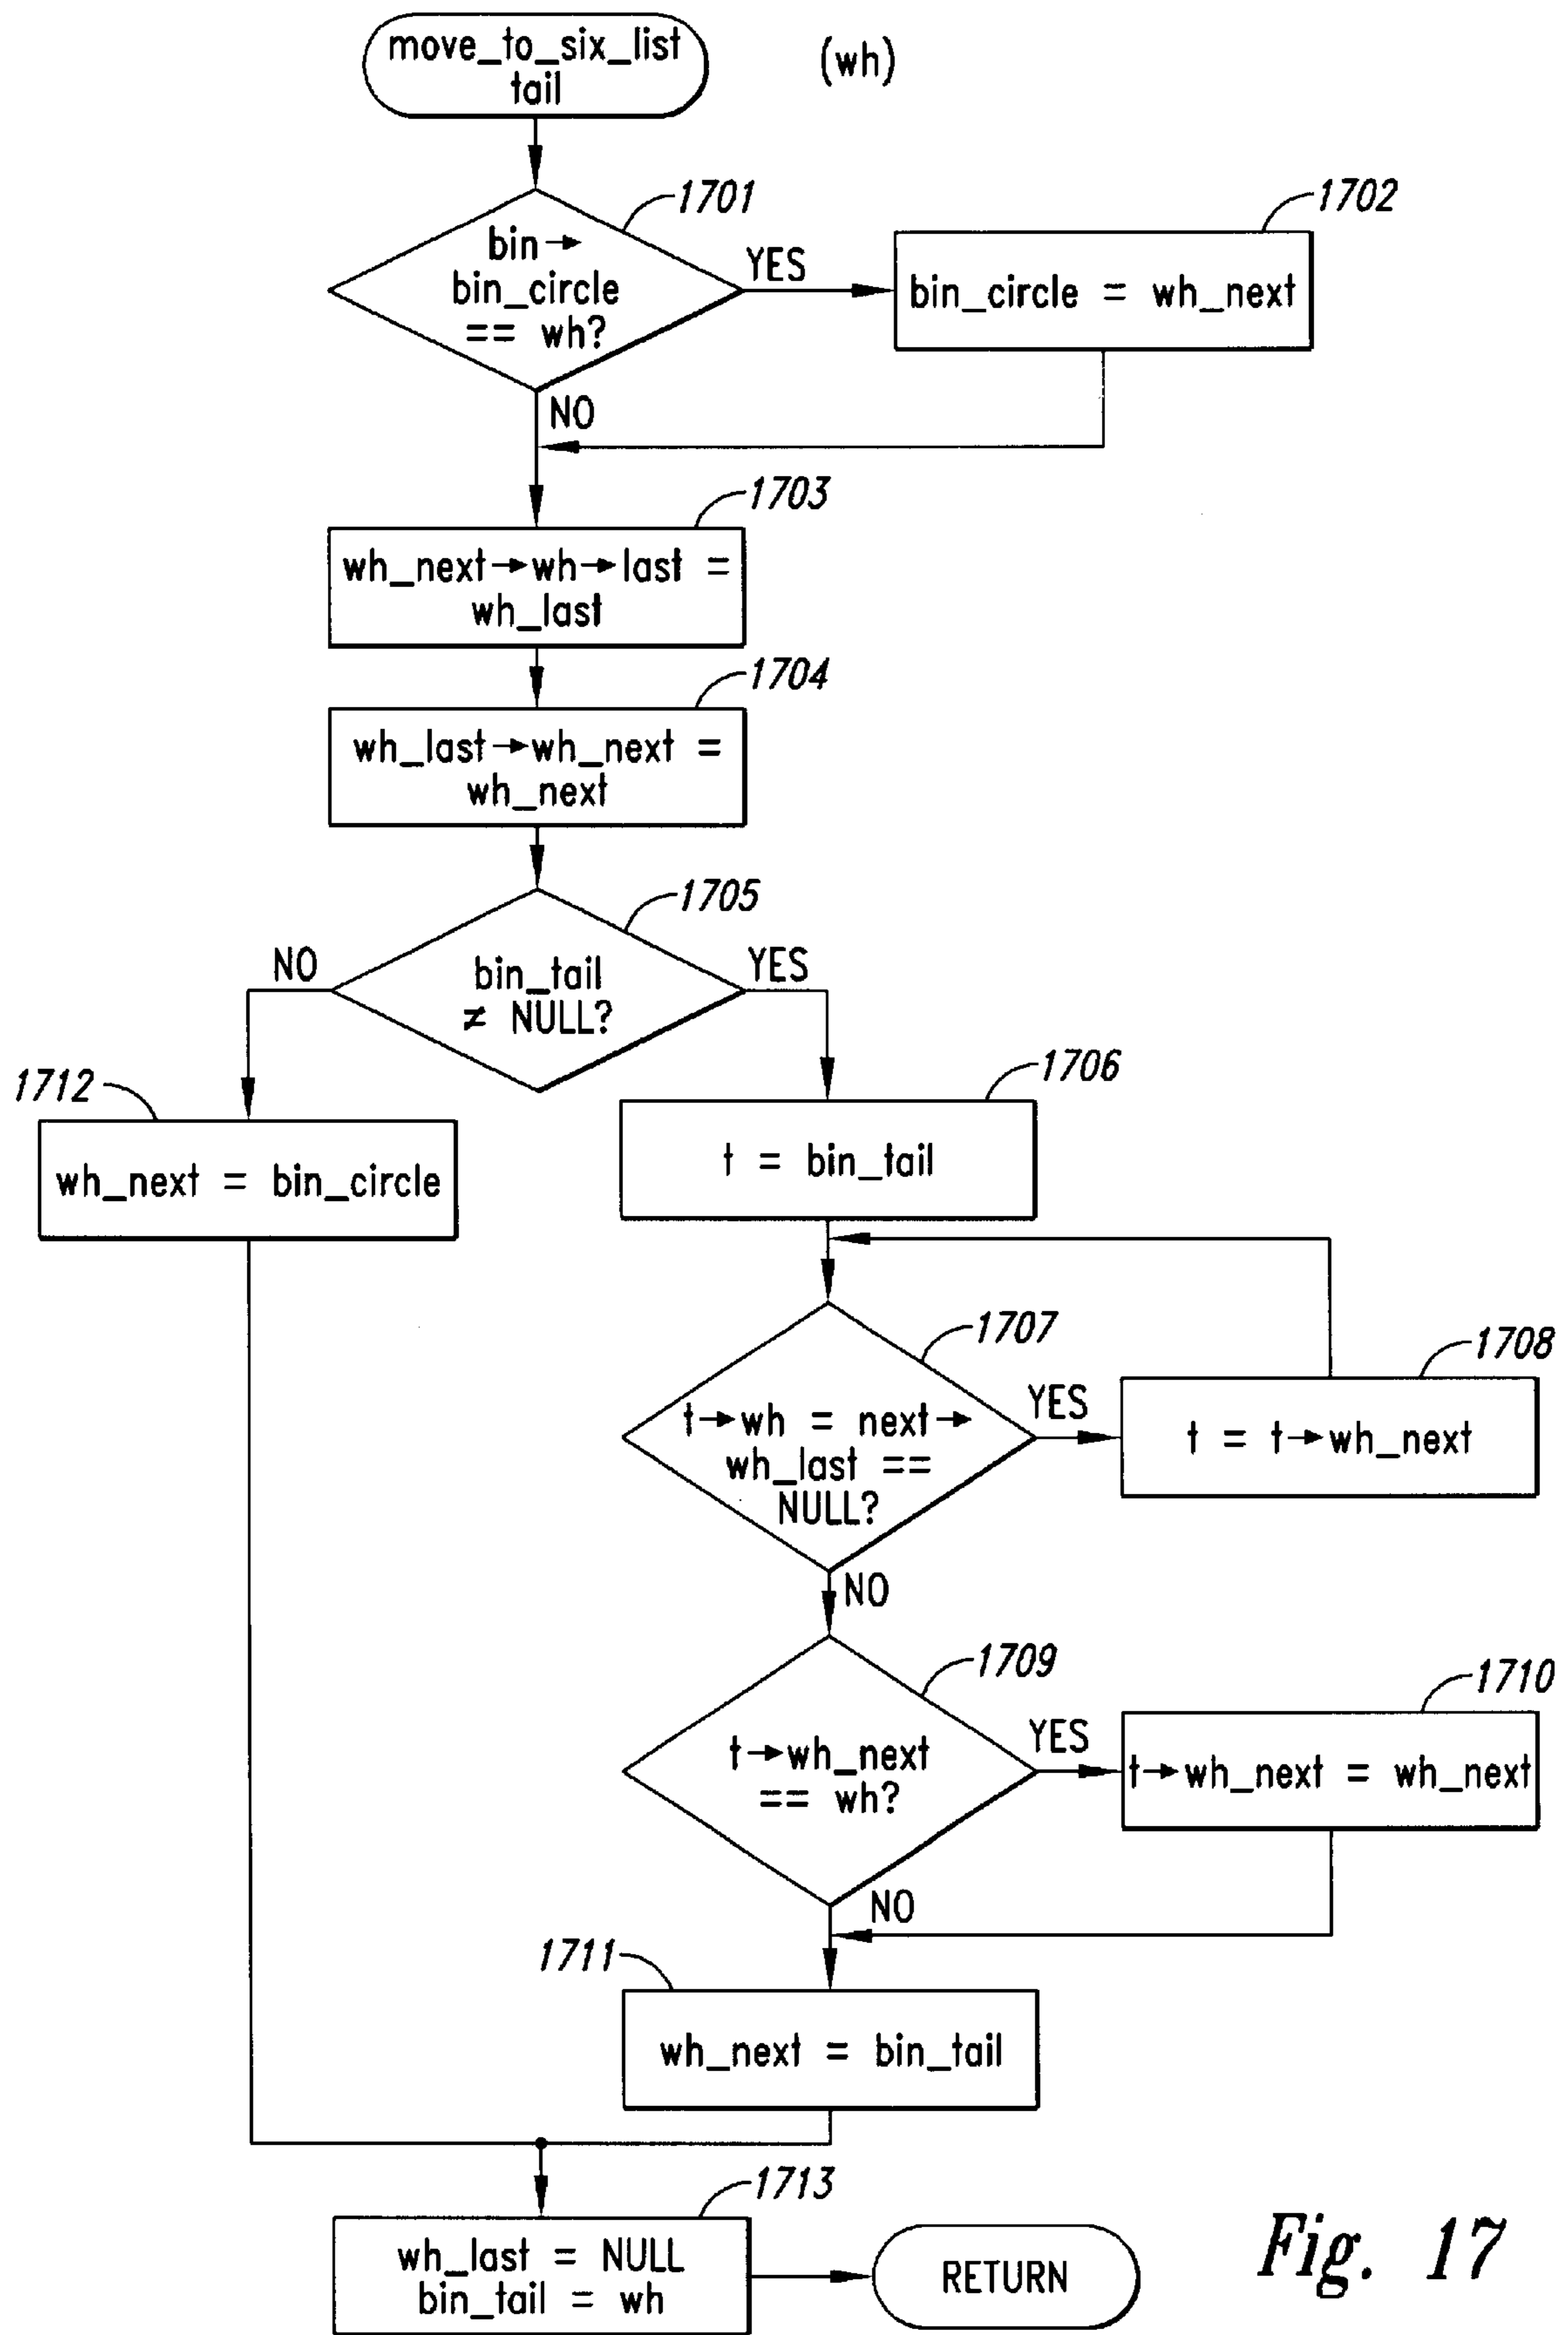 move_to_six_list
tail
(wh)
1701
bin→
bin_circle
== wh?
YES
1702
bin_circle = wh_next
NO
1703
wh_next→wh→last =
wh_last
1704
wh_last→wh_next =
wh_next
1705
bin_tail
≠ NULL?
NO
YES
1712
wh_next = bin_circle
1706
t = bin_tail
1707
t→wh = next→
wh_last ==
NULL?
YES
1708
t = t→wh_next
NO
1709
t→wh_next
== wh?
YES
1710
t→wh_next = wh_next
NO
1711
wh_next = bin_tail
1713
wh_last = NULL
bin_tail = wh
RETURN
Fig. 17